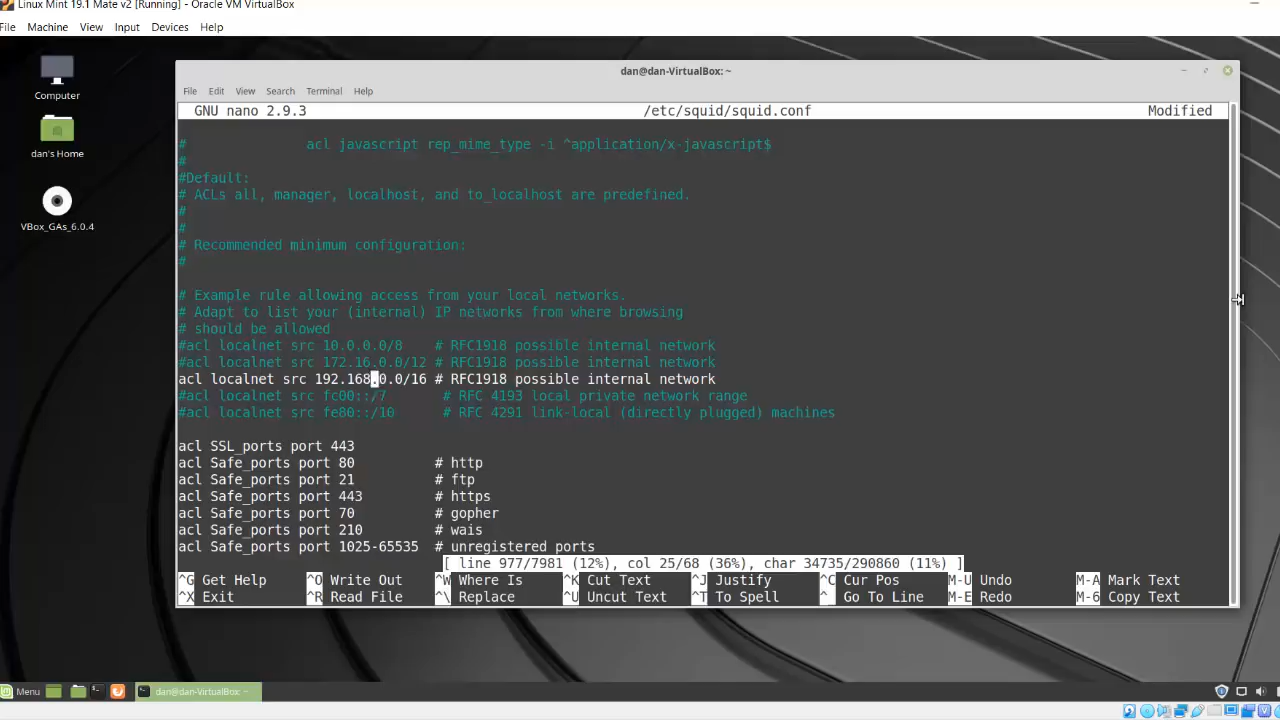 Linux Mint 19.1 Mate v2 [Running] - Oracle VM VirtualBox
File Machine View Input Devices Help
Computer
dan's Home
VBox_GAs_6.0.4
dan@dan-VirtualBox: ~
File Edit View Search Terminal Help
GNU nano 2.9.3 /etc/squid/squid.conf Modified
# acl javascript rep_mime_type -i ^application/x-javascript$
#
#Default:
# ACLs all, manager, localhost, and to_localhost are predefined.
#
#
# Recommended minimum configuration:
#
# Example rule allowing access from your local networks.
# Adapt to list your (internal) IP networks from where browsing
# should be allowed
#acl localnet src 10.0.0.0/8 # RFC1918 possible internal network
#acl localnet src 172.16.0.0/12 # RFC1918 possible internal network
acl localnet src 192.168.0.0/16 # RFC1918 possible internal network
#acl localnet src fc00::/7 # RFC 4193 local private network range
#acl localnet src fe80::/10 # RFC 4291 link-local (directly plugged) machines
acl SSL_ports port 443
acl Safe_ports port 80 # http
acl Safe_ports port 21 # ftp
acl Safe_ports port 443 # https
acl Safe_ports port 70 # gopher
acl Safe_ports port 210 # wais
acl Safe_ports port 1025-65535 # unregistered ports
[ line 977/7981 (12%), col 25/68 (36%), char 34735/290860 (11%) ]
^G Get Help ^O Write Out ^W Where Is ^K Cut Text ^J Justify ^C Cur Pos M-U Undo M-A Mark Text
^X Exit ^R Read File ^\ Replace ^U Uncut Text ^T To Spell ^_ Go To Line M-E Redo M-6 Copy Text
Menu dan@dan-VirtualBox: ~